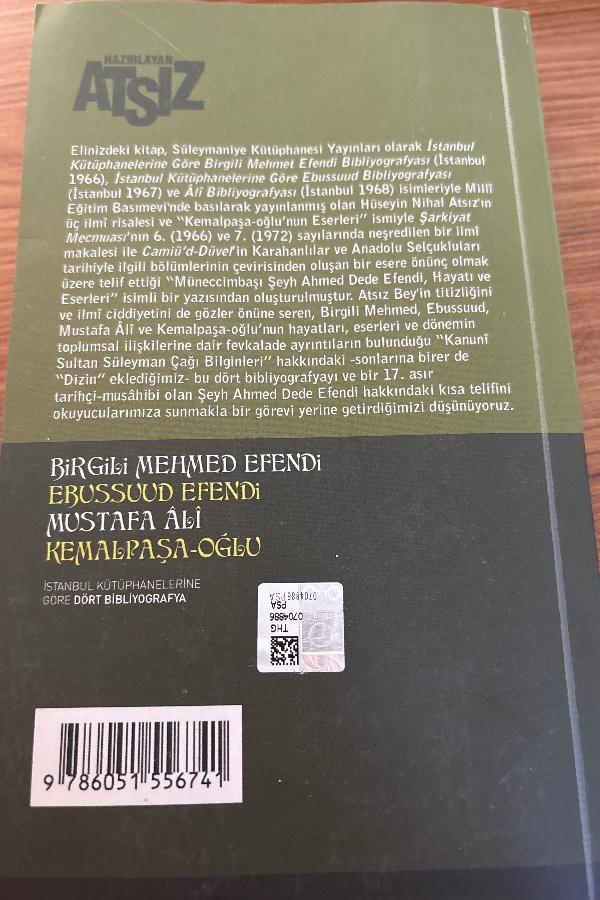 HAZIRLAYAN
ATSIZ
Elinizdeki kitap, Süleymaniye Kütüphanesi Yayınları olarak İstanbul
Kütüphanelerine Göre Birgili Mehmet Efendi Bibliyografyası (İstanbul
1966), İstanbul Kütüphanelerine Göre Ebussuud Bibliyografyası
(İstanbul 1967) ve Âlî Bibliyografyası (İstanbul 1968) isimleriyle Millî
Eğitim Basımevi'nde basılarak yayınlanmış olan Hüseyin Nihal Atsız'ın
üç ilmî risalesi ve "Kemalpaşa-oğlu'nun Eserleri" ismiyle Şarkiyat
Mecmuası'nın 6. (1966) ve 7. (1972) sayılarında neşredilen bir ilmî
makalesi ile Camiü'd-Düvel'in Karahanlılar ve Anadolu Selçukluları
tarihiyle ilgili bölümlerinin çevirisinden oluşan bir esere önünç olmak
üzere telif ettiği "Müneccimbaşı Şeyh Ahmed Dede Efendi, Hayatı ve
Eserleri" isimli bir yazısından oluşturulmuştur. Atsız Bey'in titizliğini
ve ilmî ciddiyetini de gözler önüne seren, Birgili Mehmed, Ebussuud,
Mustafa Âlî ve Kemalpaşa-oğlu'nun hayatları, eserleri ve dönemin
toplumsal ilişkilerine dair fevkalade ayrıntıların bulunduğu "Kanunî
Sultan Süleyman Çağı Bilginleri" hakkındaki -sonlarına birer de
"Dizin" eklediğimiz- bu dört bibliyografyayı ve bir 17. asır
tarihçi-musâhibi olan Şeyh Ahmed Dede Efendi hakkındaki kısa telifini
okuyucularımıza sunmakla bir görevi yerine getirdiğimizi düşünüyoruz.
BİRGİLİ MEHMED EFENDİ
EBUSSUUD EFENDİ
MUSTAFA ÂLÎ
KEMALPAŞA-OĞLU
İSTANBUL KÜTÜPHANELERİNE
GÖRE DÖRT BİBLİYOGRAFYA
THG
0704886
PSA
0704886 PSA
9 786051 556741